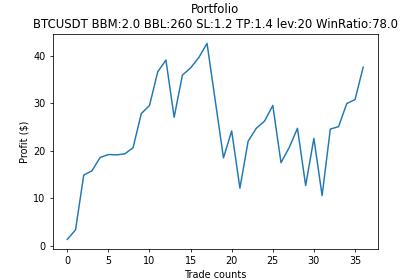 Portfolio
BTCUSDT BBM:2.0 BBL:260 SL:1.2 TP:1.4 lev:20 WinRatio:78.0
40
30
20
10
0
Profit ($)
0 5 10 15 20 25 30 35
Trade counts